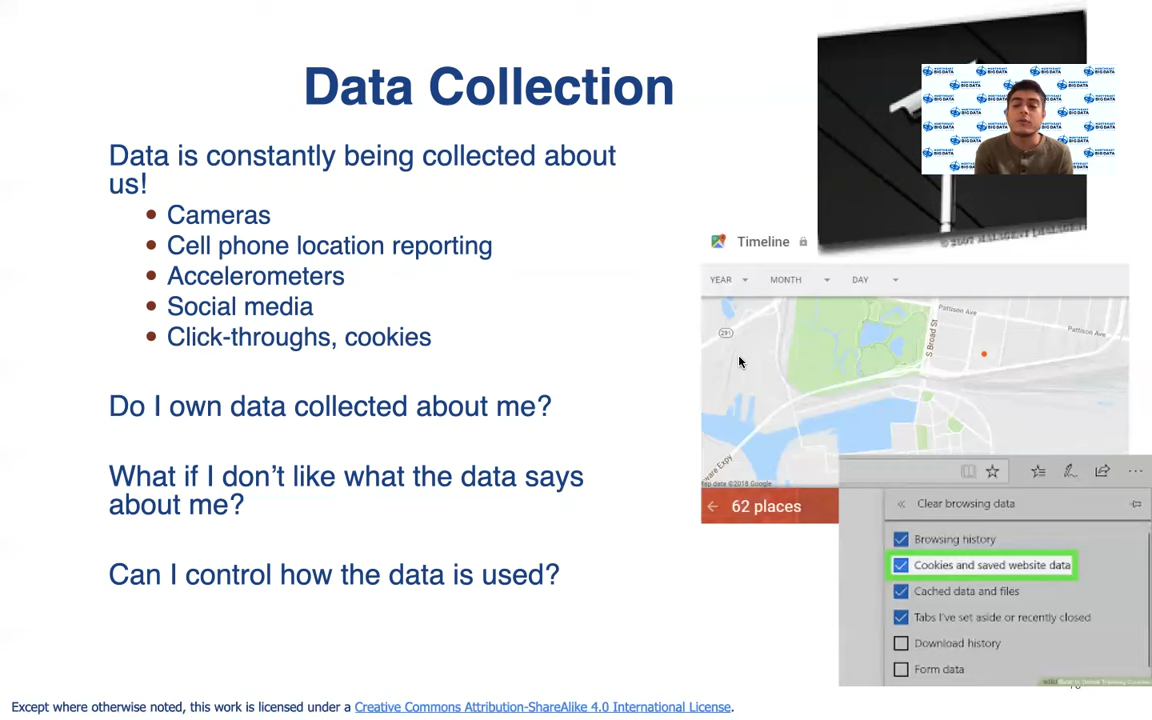 Data Collection
Data is constantly being collected about
us!
• Cameras
• Cell phone location reporting
• Accelerometers
• Social media
• Click-throughs, cookies
Do I own data collected about me?
What if I don't like what the data says
about me?
Can I control how the data is used?
NORTHEAST
BIG DATA
Timeline
YEAR MONTH DAY
291
Pattison Ave
Pattison Ave
S Broad St
ware Expy
Map data ©2018 Google
62 places
Clear browsing data
Browsing history
Cookies and saved website data
Cached data and files
Tabs I've set aside or recently closed
Download history
Form data
Except where otherwise noted, this work is licensed under a Creative Commons Attribution-ShareAlike 4.0 International License.